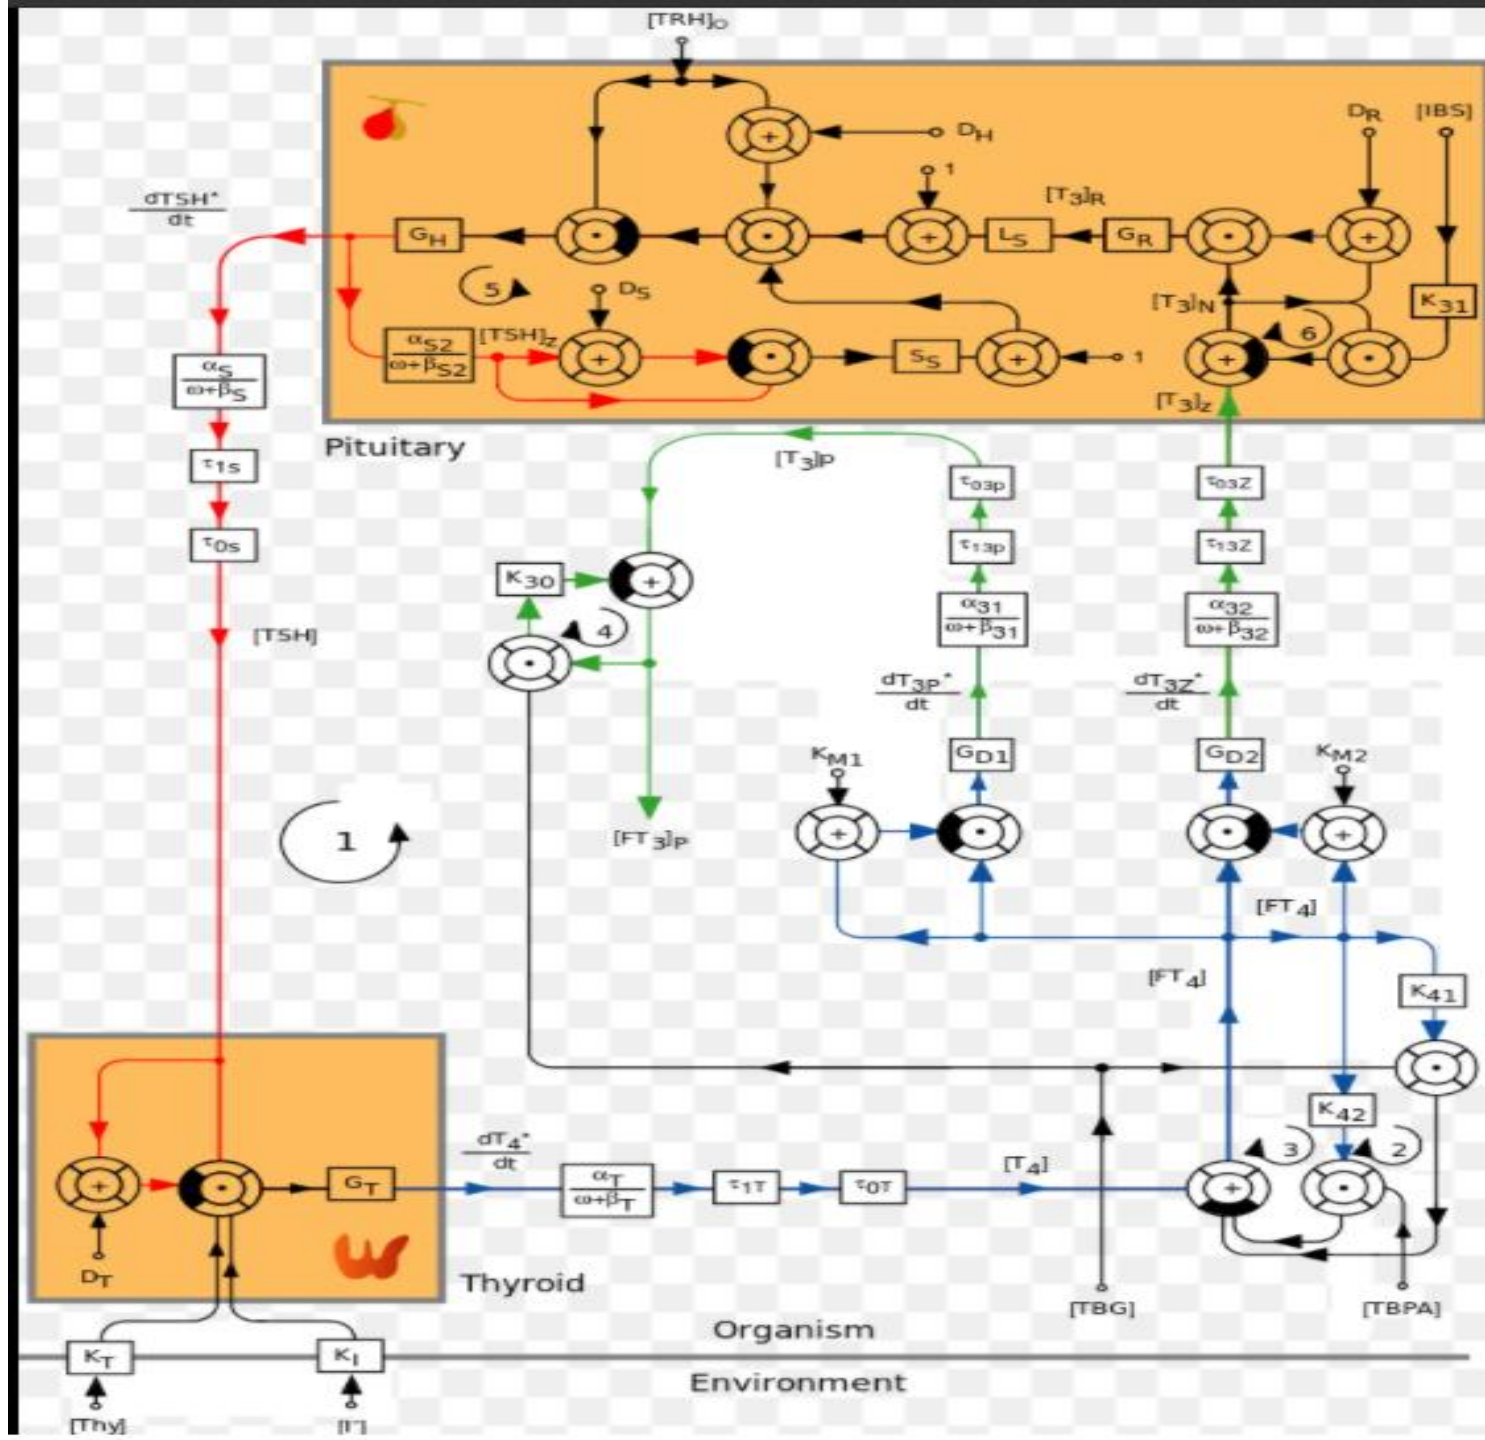 [TRH]O
DR [IBS]
+ DH
1
[T3]R
dTSH*
dt
GH · · + LS GR · +
5 DS [T3]N K31
αS2
ω+βS2
[TSH]z
+ · SS + 1 + 6 ·
αS
ω+βS
[T3]z
Pituitary
[T3]P
τ1s
τ03p τ03Z
τ0s
τ13p τ13Z
K30 +
α31
ω+β31
α32
ω+β32
[TSH]
4
·
dT3P*
dt
dT3Z*
dt
KM1 GD1 GD2 KM2
1
[FT3]P
+ · · +
[FT4]
[FT4]
K41
·
K42
dT4*
dt
[T4]
3 2
+ · GT
αT
ω+βT
τ1T τ0T
+ ·
DT
Thyroid
[TBG] [TBPA]
Organism
KT KI
Environment
[Thy] [I-]